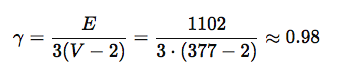 γ = E / 3(V − 2) = 1102 / 3 · (377 − 2) ≈ 0.98